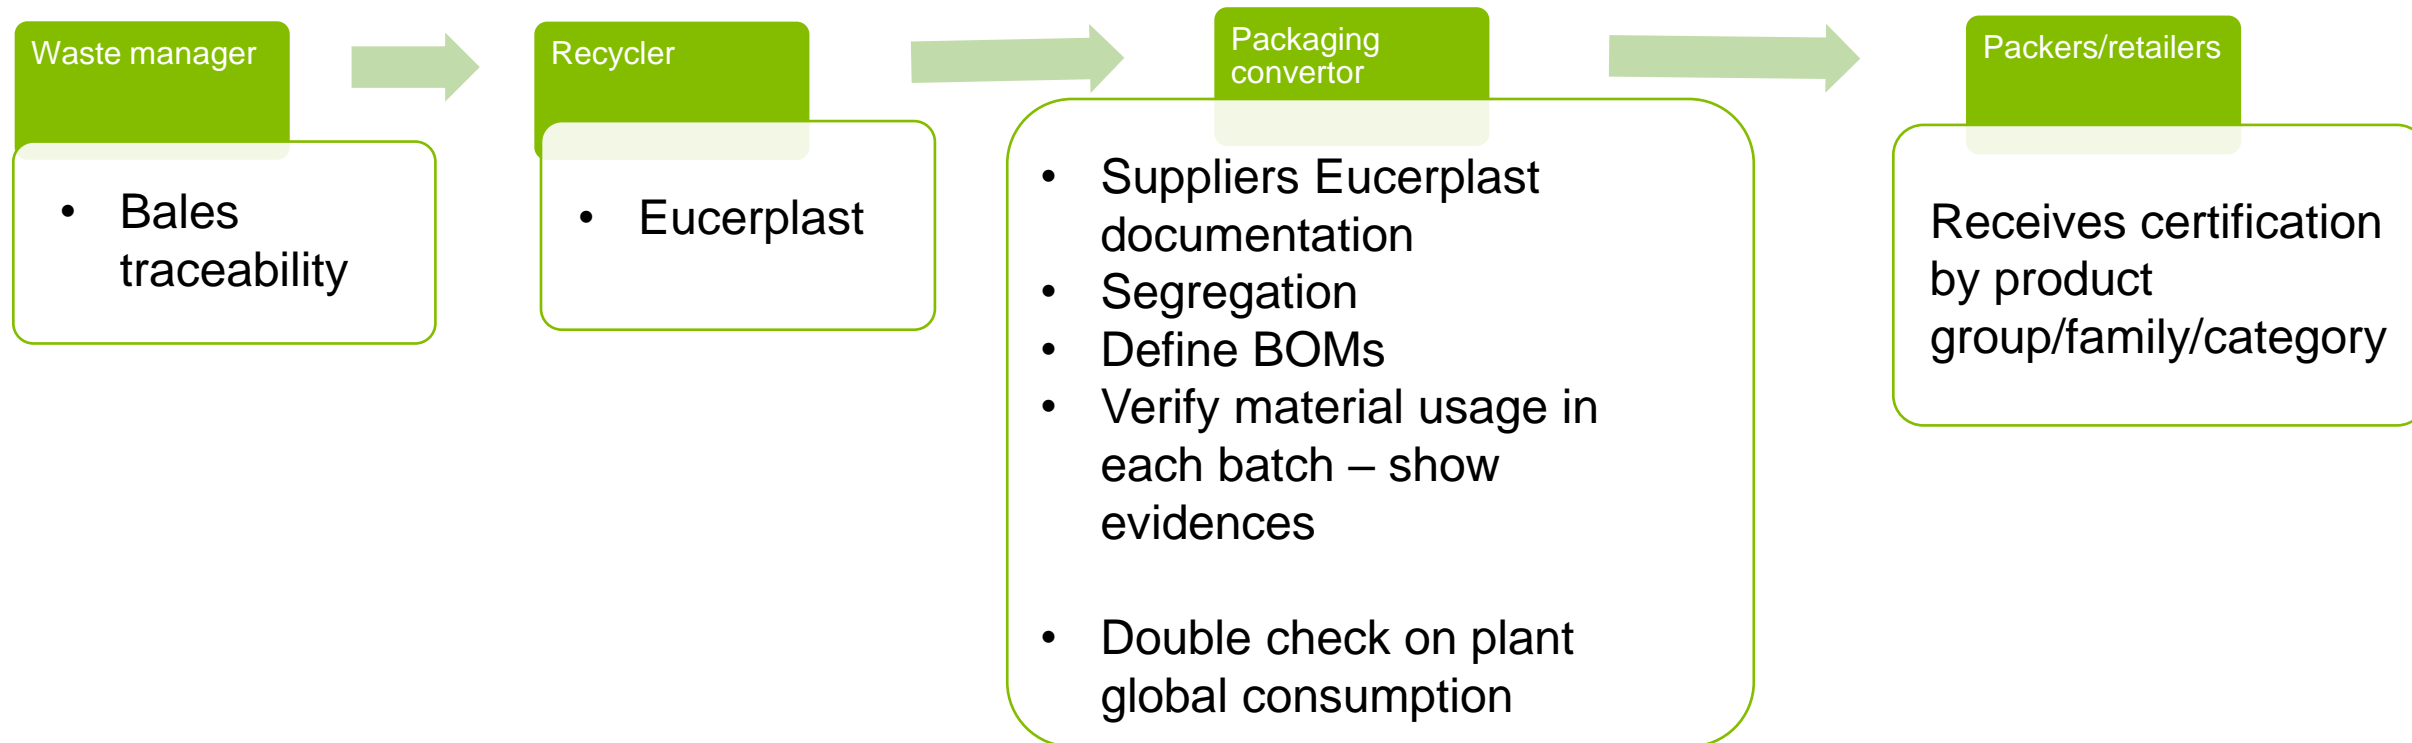 Waste manager
• Bales
traceability
Recycler
• Eucerplast
Packaging
convertor
• Suppliers Eucerplast
documentation
• Segregation
• Define BOMs
• Verify material usage in
each batch – show
evidences
• Double check on plant
global consumption
Packers/retailers
Receives certification
by product
group/family/category